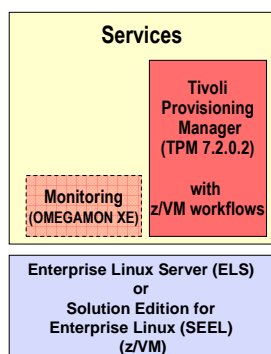 Services
Tivoli
Provisioning
Manager
(TPM 7.2.0.2)
with
z/VM workflows
Monitoring
(OMEGAMON XE)
Enterprise Linux Server (ELS)
or
Solution Edition for
Enterprise Linux (SEEL)
(z/VM)